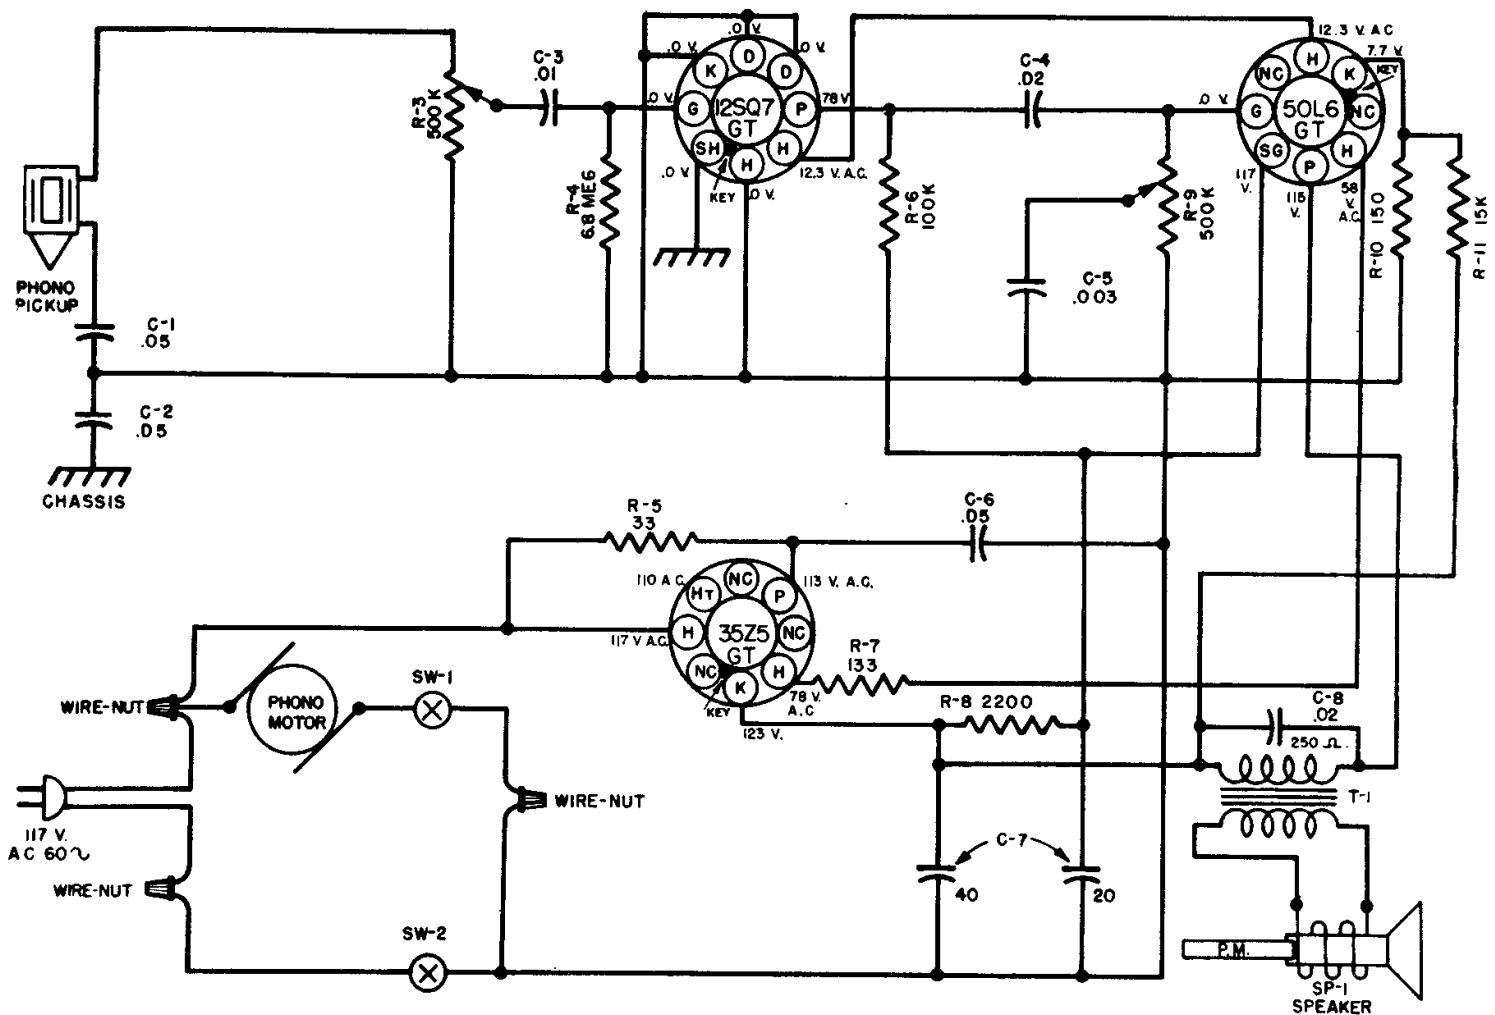 PHONO
PICKUP
C-1
.05
C-2
.05
CHASSIS
R-3
500 K
C-3
.01
R-4
6.8 MEG
.0 V.
.0 V.
.0 V.
.0 V.
K
D
D
G
12SQ7
GT
P
78 V
SH
H
H
.0 V.
KEY
.0 V.
12.3 V. A.C.
R-6
100K
C-4
.02
C-5
.003
R-9
500K
.0 V.
12.3 V. A C
7.7 V.
KEY
NC
H
K
G
50L6
GT
NC
SG
P
H
117
V.
115
V.
58
V.
A.C.
R-10 150
R-11 15K
R-5
33
C-6
.05
110 A C.
113 V. A.C.
117 V A.C.
HT
NC
P
H
35Z5
GT
NC
NC
K
H
KEY
78 V.
A.C
123 V.
R-7
133
R-8 2200
WIRE-NUT
PHONO
MOTOR
SW-1
WIRE-NUT
117 V.
A C 60
WIRE-NUT
SW-2
C-7
40
20
C-8
.02
250 Ω.
T-1
P.M.
SP-1
SPEAKER